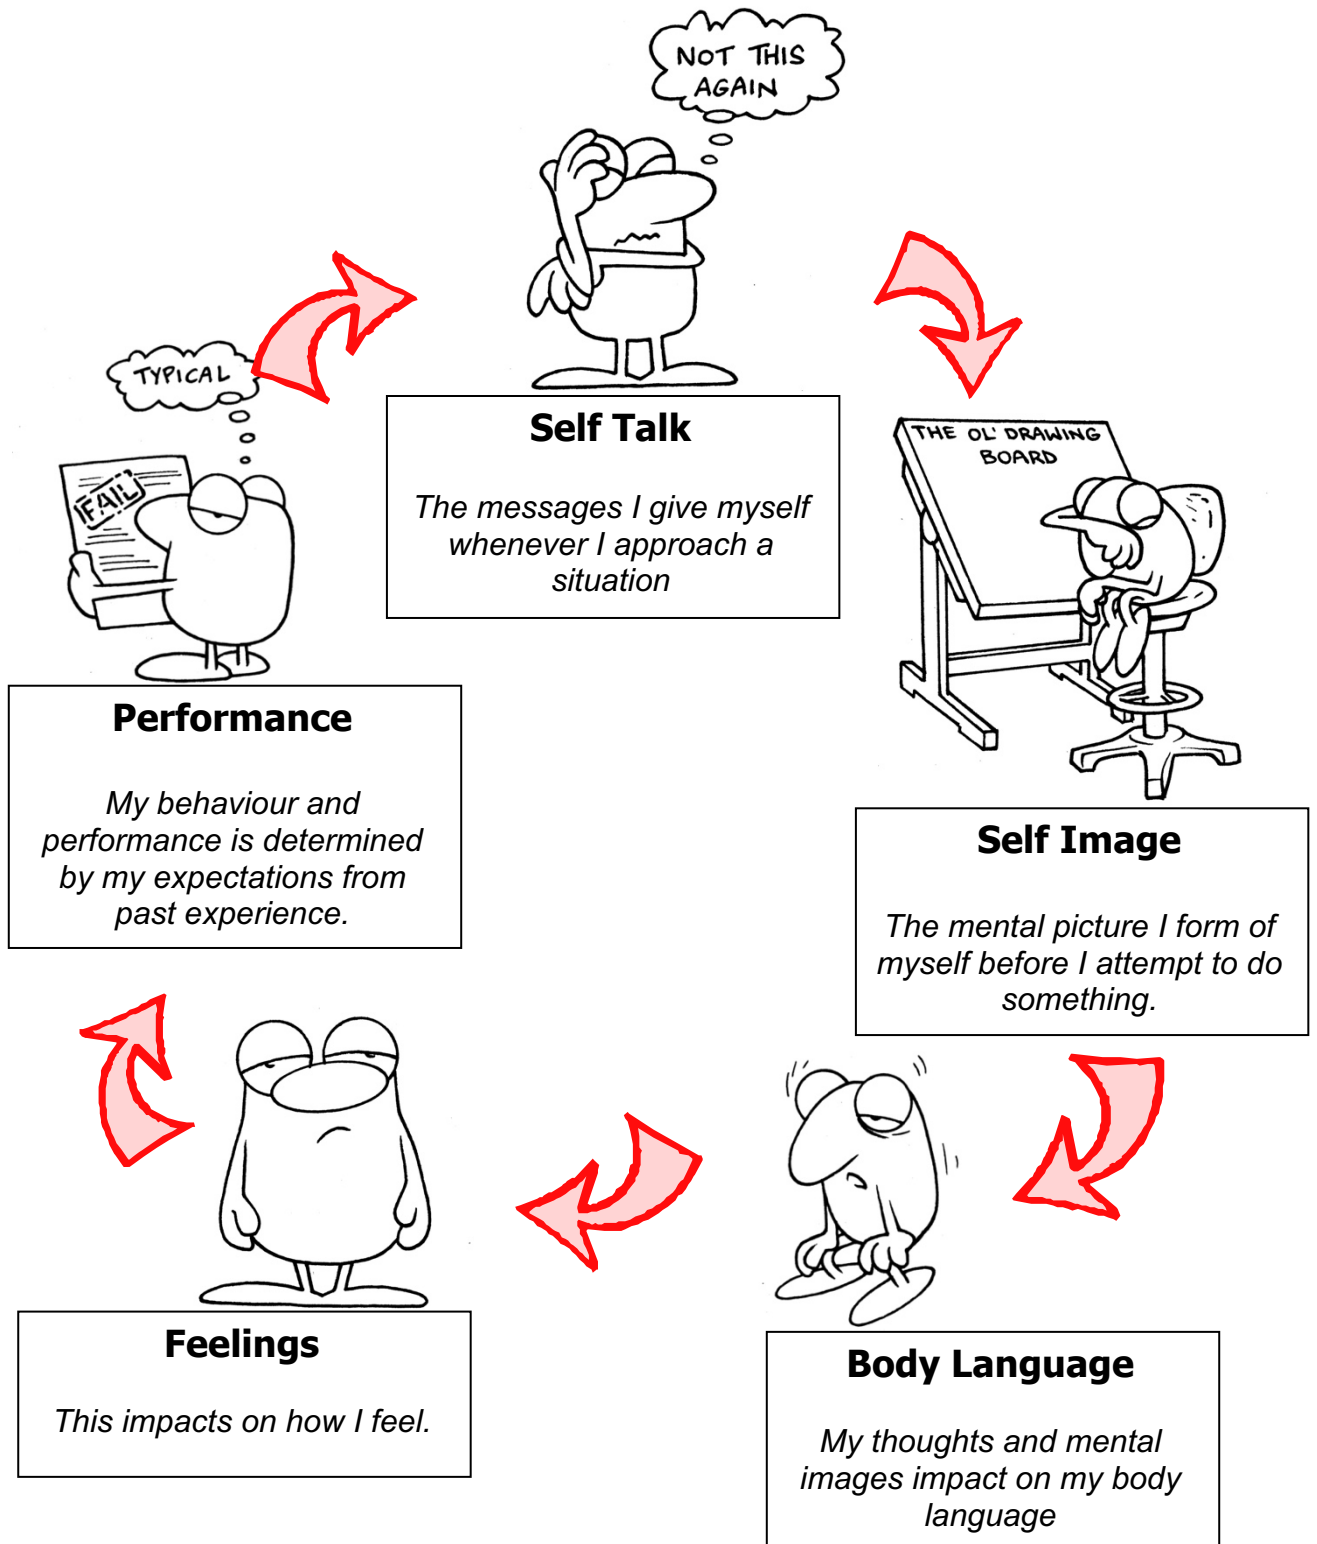 NOT THIS
AGAIN
Self Talk
The messages I give myself
whenever I approach a
situation
THE OL' DRAWING
BOARD
Self Image
The mental picture I form of
myself before I attempt to do
something.
Body Language
My thoughts and mental
images impact on my body
language
Feelings
This impacts on how I feel.
TYPICAL
FAIL
Performance
My behaviour and
performance is determined
by my expectations from
past experience.